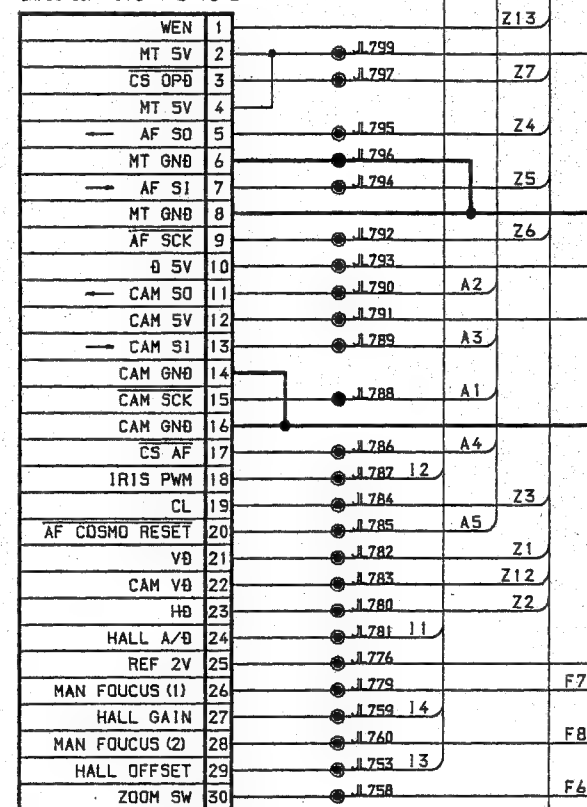 WEN 1 Z13
MT 5V 2 JL799
CS OPD 3 JL797 Z7
MT 5V 4
← AF SO 5 JL795 Z4
MT GND 6 JL796
→ AF SI 7 JL794 Z5
MT GND 8
AF SCK 9 JL792 Z6
D 5V 10 JL793
← CAM SO 11 JL790 A2
CAM 5V 12 JL791
→ CAM SI 13 JL789 A3
CAM GND 14
CAM SCK 15 JL788 A1
CAM GND 16
CS AF 17 JL786 A4
IRIS PWM 18 JL787 I2
CL 19 JL784 Z3
AF COSMO RESET 20 JL785 A5
VD 21 JL782 Z1
CAM VD 22 JL783 Z12
HD 23 JL780 Z2
HALL A/D 24 JL781 I1
REF 2V 25 JL776
MAN FOUCUS (1) 26 JL779 F7
HALL GAIN 27 JL759 I4
MAN FOUCUS (2) 28 JL760 F8
HALL OFFSET 29 JL753 I3
ZOOM SW 30 JL758